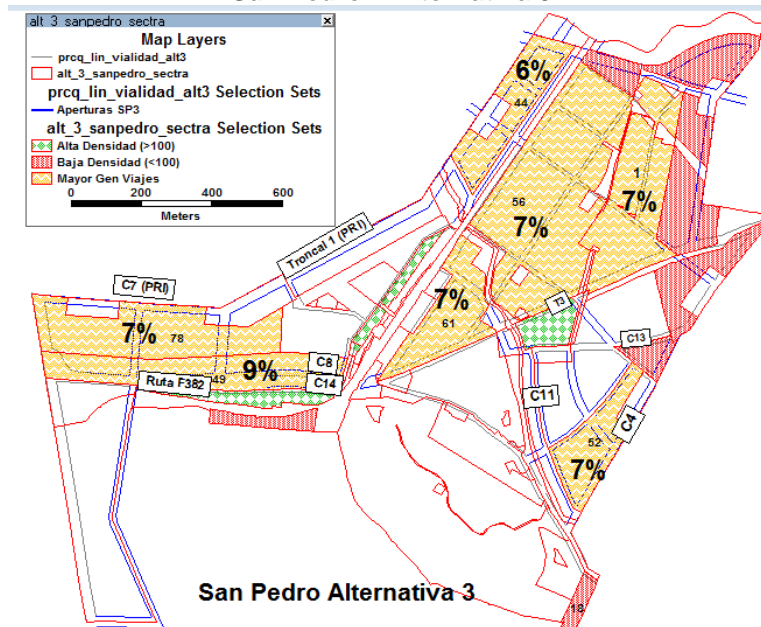 alt_3_sanpedro_sectra
Map Layers
prcq_lin_vialidad_alt3
alt_3_sanpedro_sectra
prcq_lin_vialidad_alt3 Selection Sets
Aperturas SP3
alt_3_sanpedro_sectra Selection Sets
Alta Densidad (>100)
Baja Densidad (<100)
Mayor Gen Viajes
0 200 400 600
Meters
6%
44
1
7%
56
7%
Troncal 1 (PRI)
C7 (PRI)
7%
61
T3
7%
78
C13
C8
9%
49
C14
Ruta F382
C11
C4
52
7%
San Pedro Alternativa 3
18